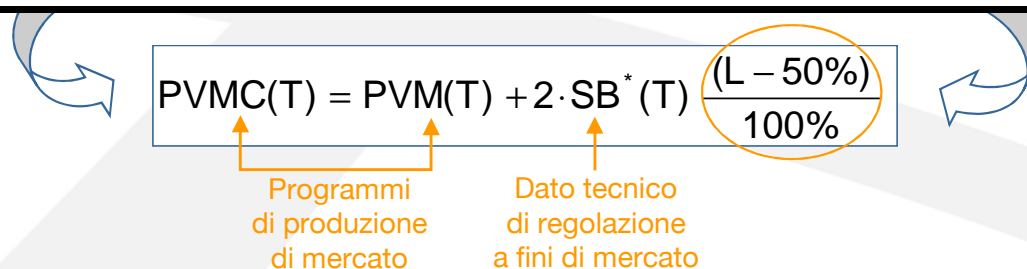 PVMC(T) = PVM(T) + 2·SB*(T) (L – 50%)/100%
Programmi
di produzione
di mercato
Dato tecnico
di regolazione
a fini di mercato